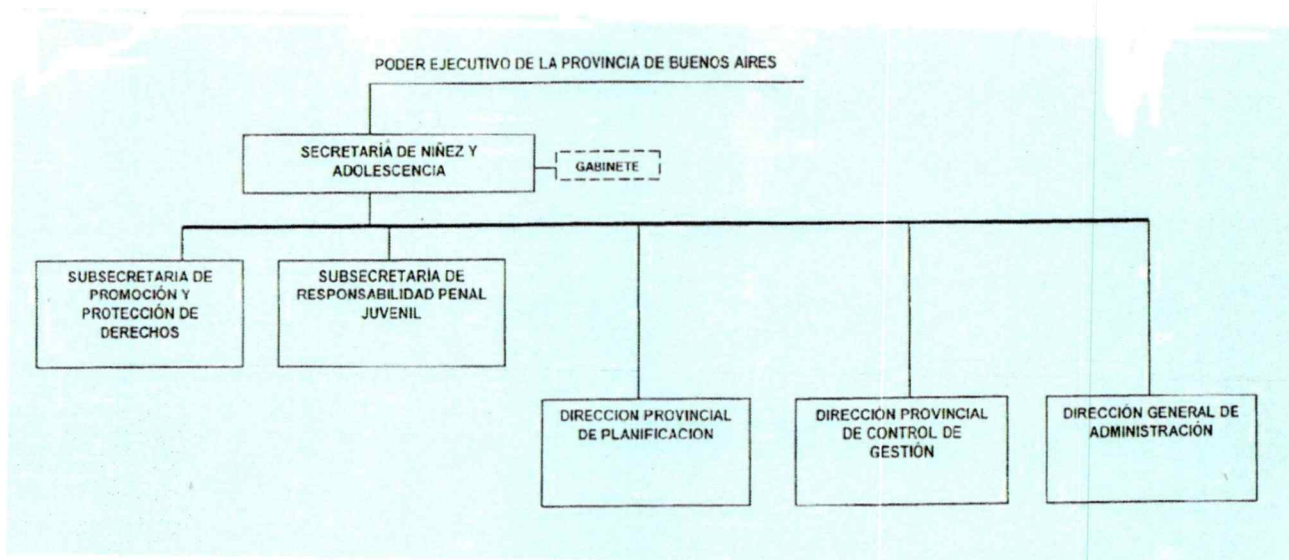 PODER EJECUTIVO DE LA PROVINCIA DE BUENOS AIRES
SECRETARÍA DE NIÑEZ Y
ADOLESCENCIA
GABINETE
SUBSECRETARIA DE
PROMOCIÓN Y
PROTECCIÓN DE
DERECHOS
SUBSECRETARÍA DE
RESPONSABILIDAD PENAL
JUVENIL
DIRECCION PROVINCIAL
DE PLANIFICACION
DIRECCIÓN PROVINCIAL
DE CONTROL DE
GESTIÓN
DIRECCIÓN GENERAL DE
ADMINISTRACIÓN